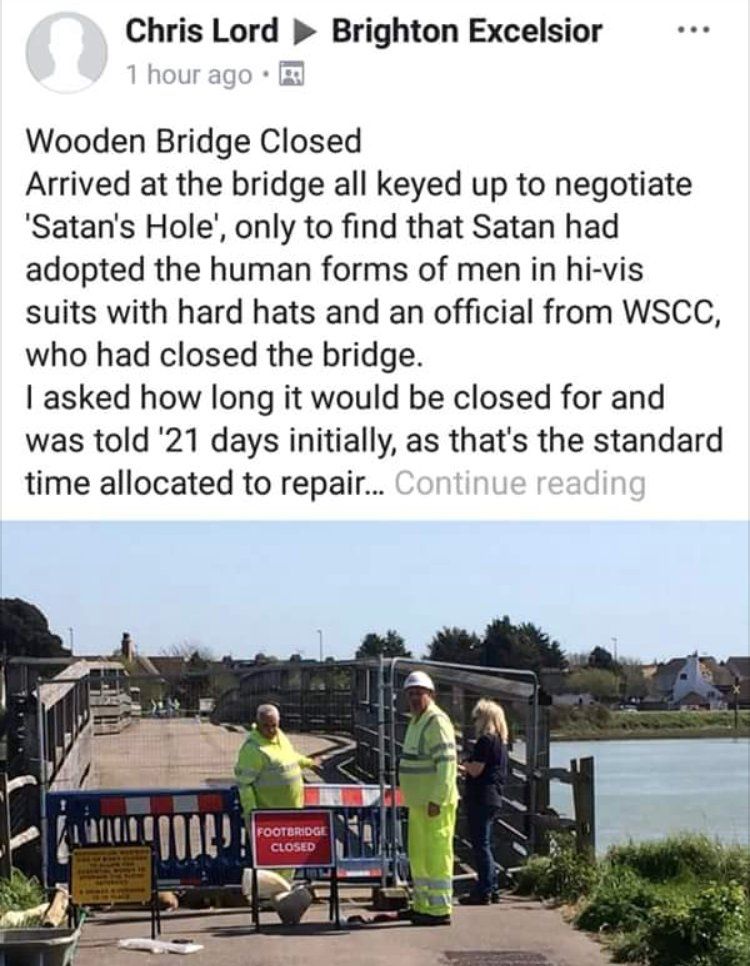 Chris Lord ▶ Brighton Excelsior
1 hour ago
Wooden Bridge Closed
Arrived at the bridge all keyed up to negotiate
'Satan's Hole', only to find that Satan had
adopted the human forms of men in hi-vis
suits with hard hats and an official from WSCC,
who had closed the bridge.
I asked how long it would be closed for and
was told '21 days initially, as that's the standard
time allocated to repair... Continue reading
FOOTBRIDGE
CLOSED